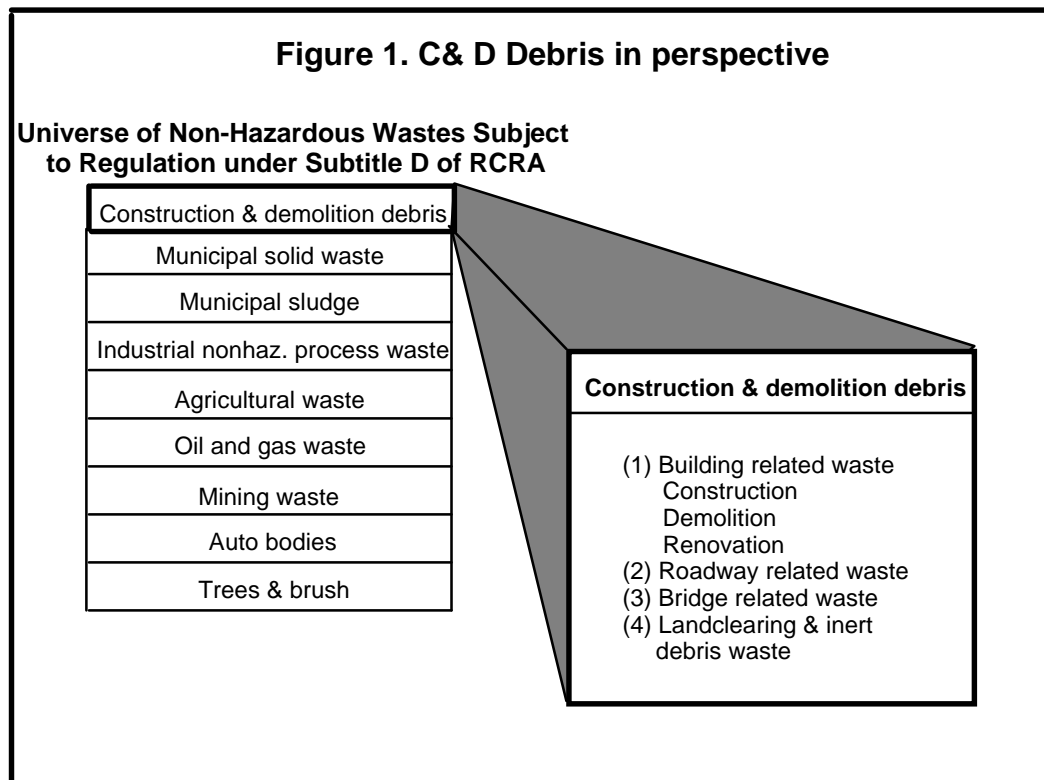 Figure 1. C& D Debris in perspective
Universe of Non-Hazardous Wastes Subject
to Regulation under Subtitle D of RCRA
Construction & demolition debris
Municipal solid waste
Municipal sludge
Industrial nonhaz. process waste
Agricultural waste
Oil and gas waste
Mining waste
Auto bodies
Trees & brush
Construction & demolition debris
(1) Building related waste
Construction
Demolition
Renovation
(2) Roadway related waste
(3) Bridge related waste
(4) Landclearing & inert
debris waste